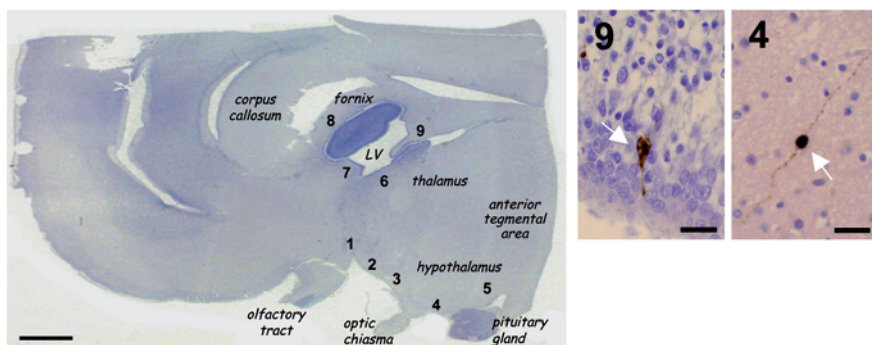 corpus
callosum
fornix
8
9
LV
7
6
thalamus
anterior
tegmental
area
1
2
3
hypothalamus
4
5
olfactory
tract
optic
chiasma
pituitary
gland
9
4